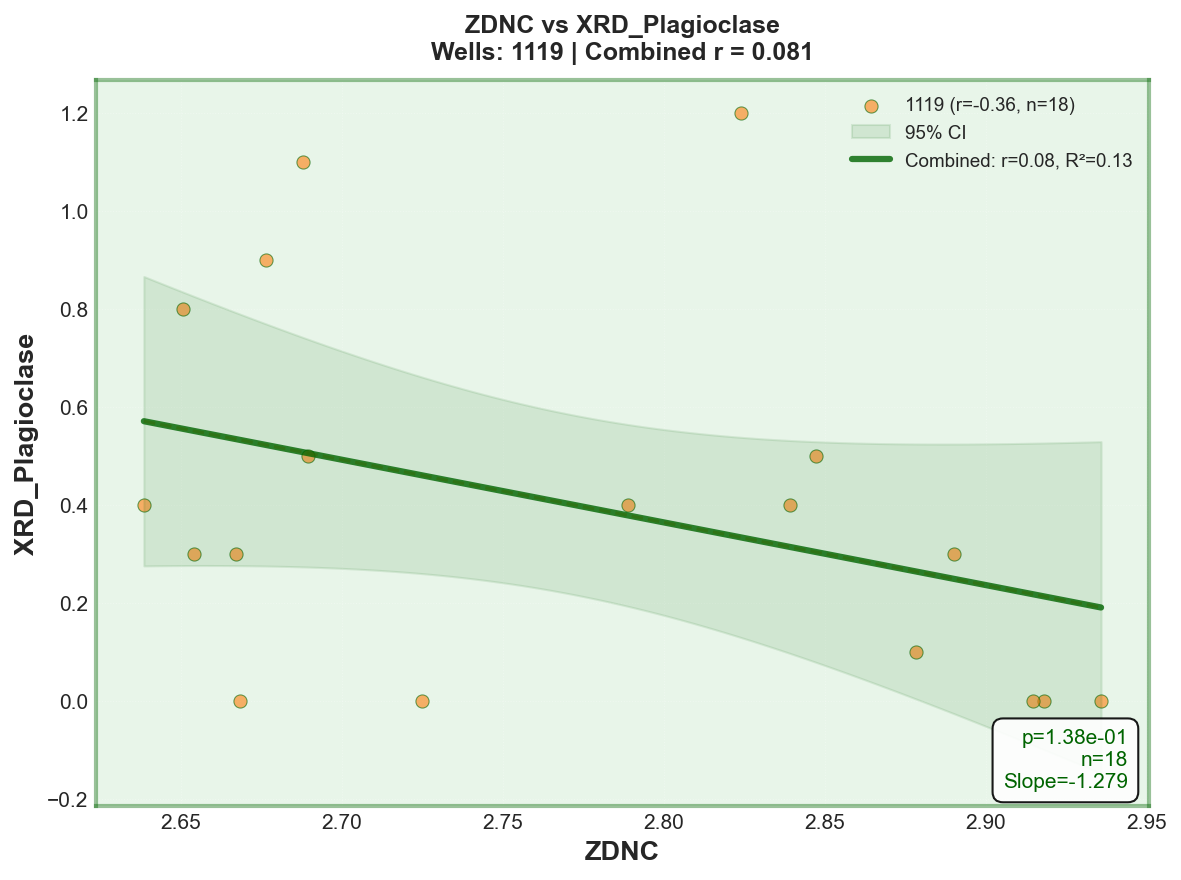 ZDNC vs XRD_Plagioclase
Wells: 1119 | Combined r = 0.081
1119 (r=-0.36, n=18)
95% CI
Combined: r=0.08, R²=0.13
XRD_Plagioclase
1.2
1.0
0.8
0.6
0.4
0.2
0.0
−0.2
p=1.38e-01
n=18
Slope=-1.279
2.65 2.70 2.75 2.80 2.85 2.90 2.95
ZDNC